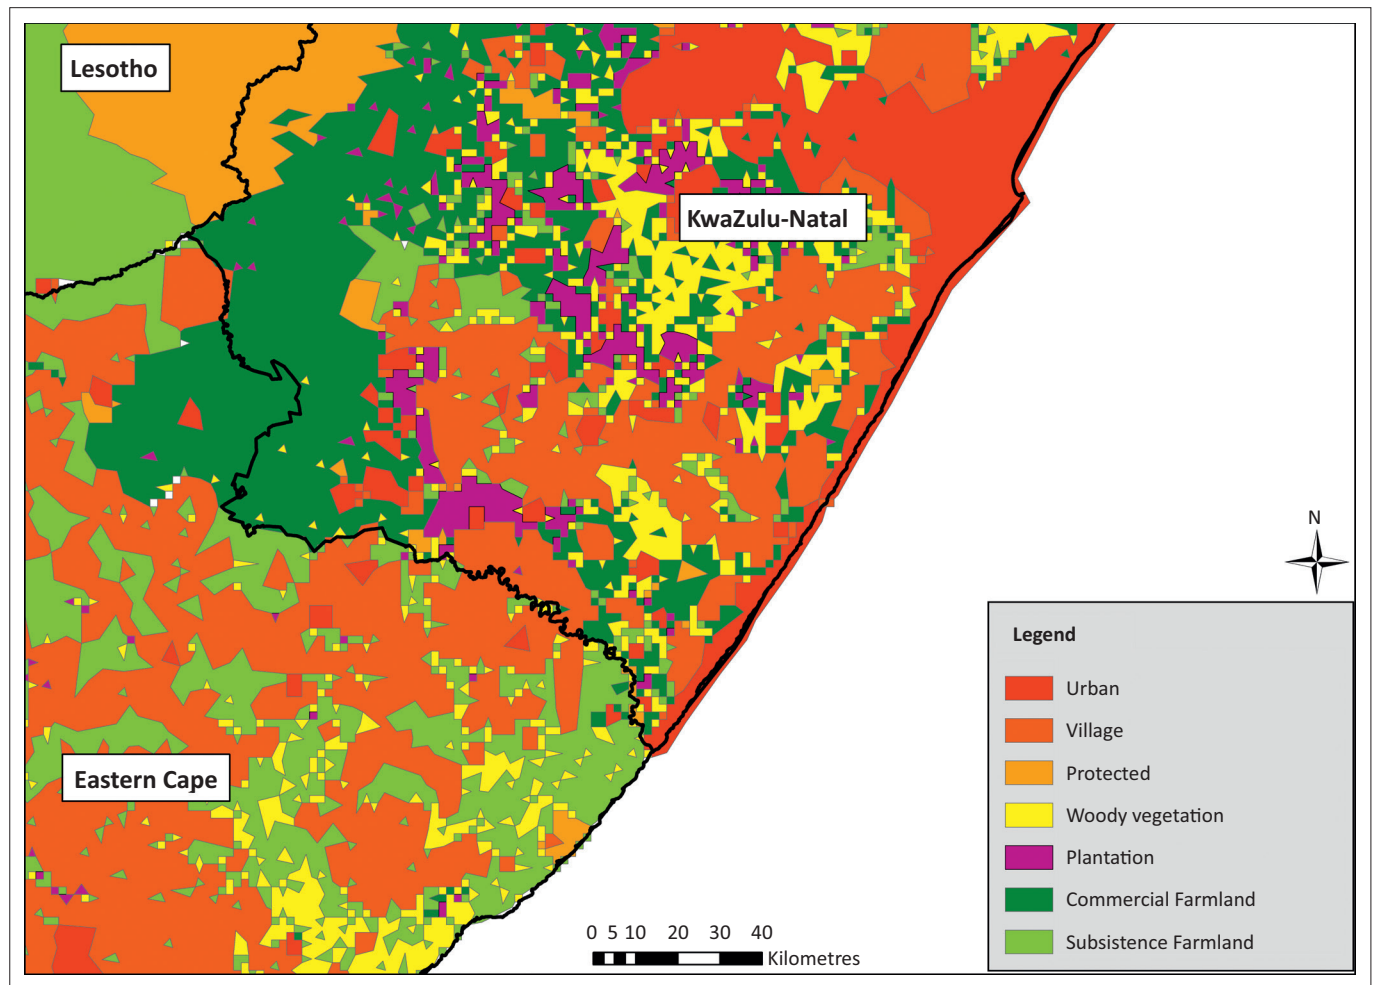 Lesotho
KwaZulu-Natal
Eastern Cape
N
Legend
Urban
Village
Protected
Woody vegetation
Plantation
Commercial Farmland
Subsistence Farmland
0 5 10 20 30 40
Kilometres